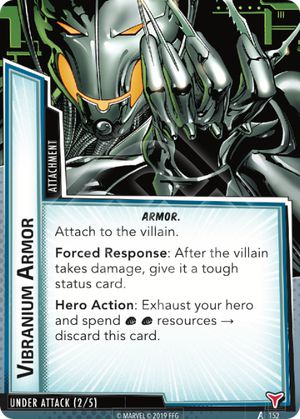 ATTACHMENT
VIBRANIUM ARMOR
ARMOR.
Attach to the villain.
Forced Response: After the villain
takes damage, give it a tough
status card.
Hero Action: Exhaust your hero
and spend resources →
discard this card.
UNDER ATTACK (2/5)
© MARVEL © 2019 FFG
152